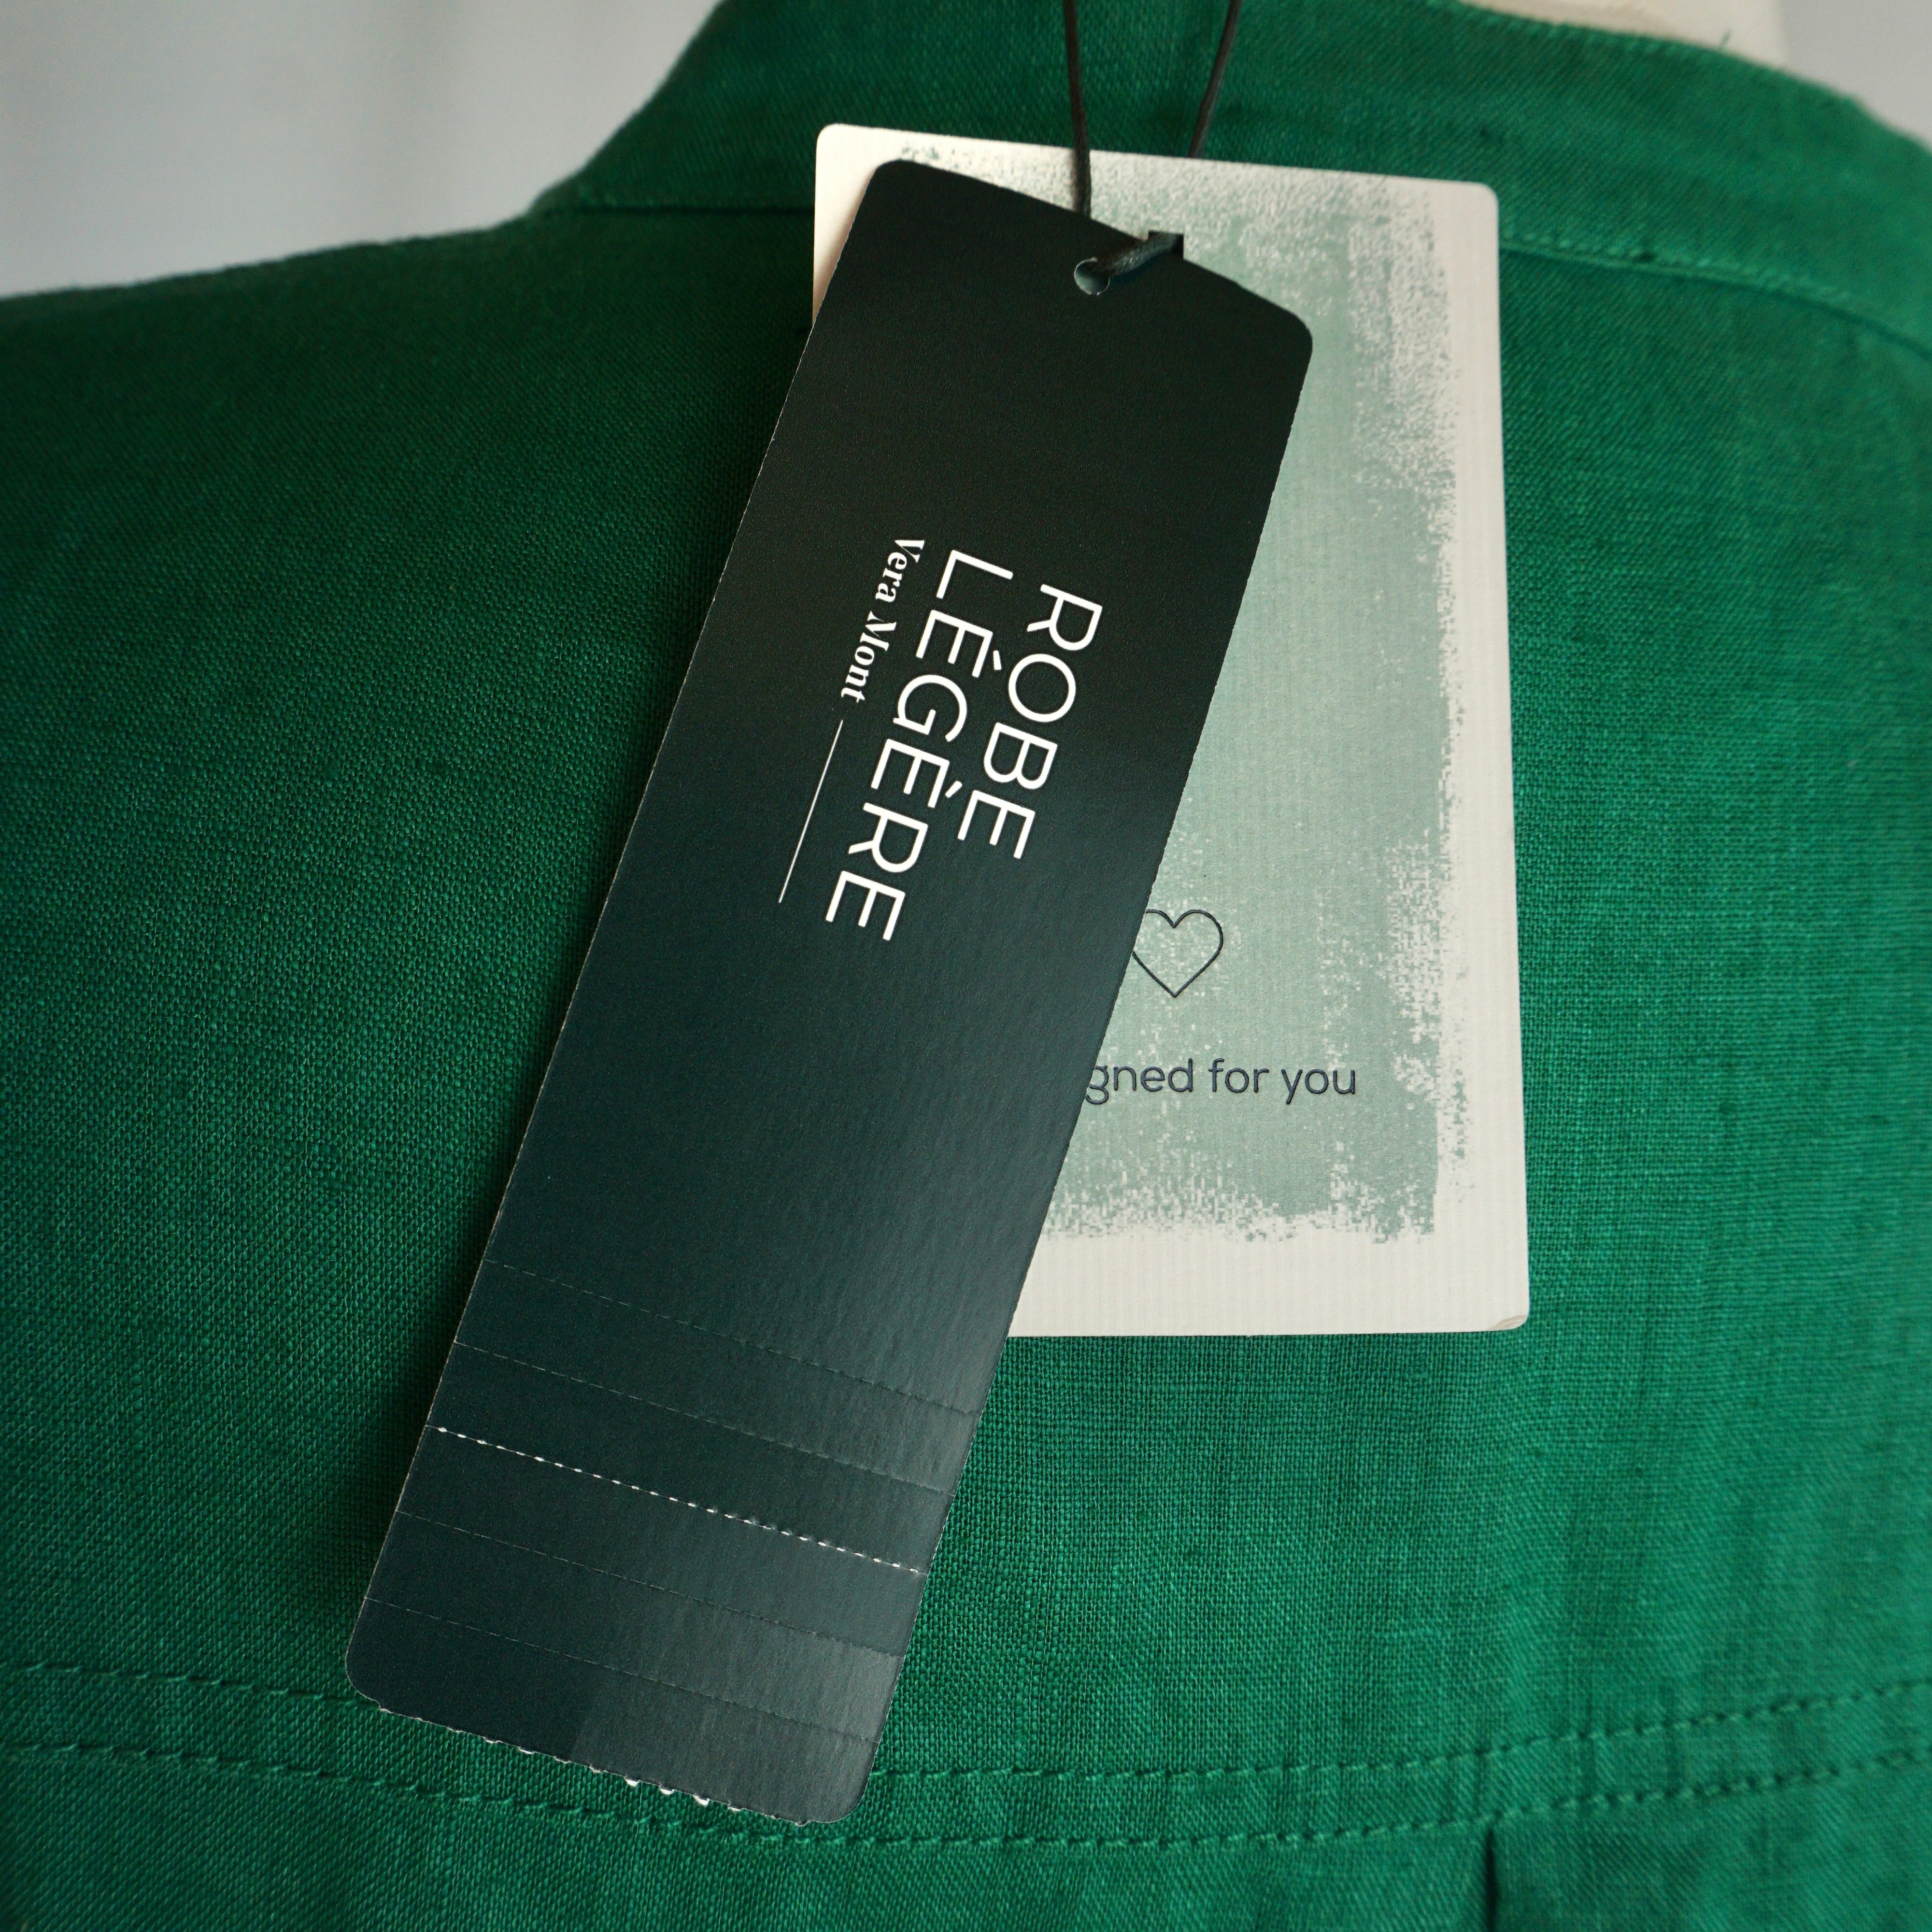 ROBE
LÉGÈRE
Vera Mont
gned for you